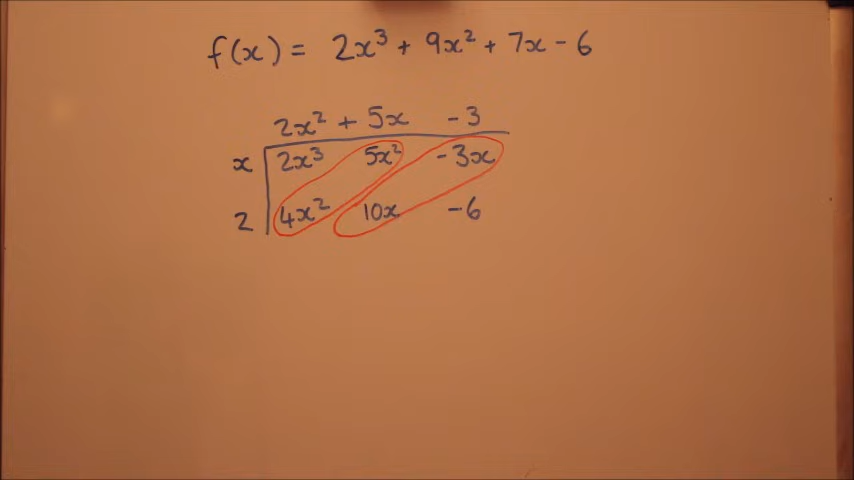 f(x) = 2x³ + 9x² + 7x - 6
2x² + 5x - 3
x 2x³ 5x² -3x
2 4x² 10x -6